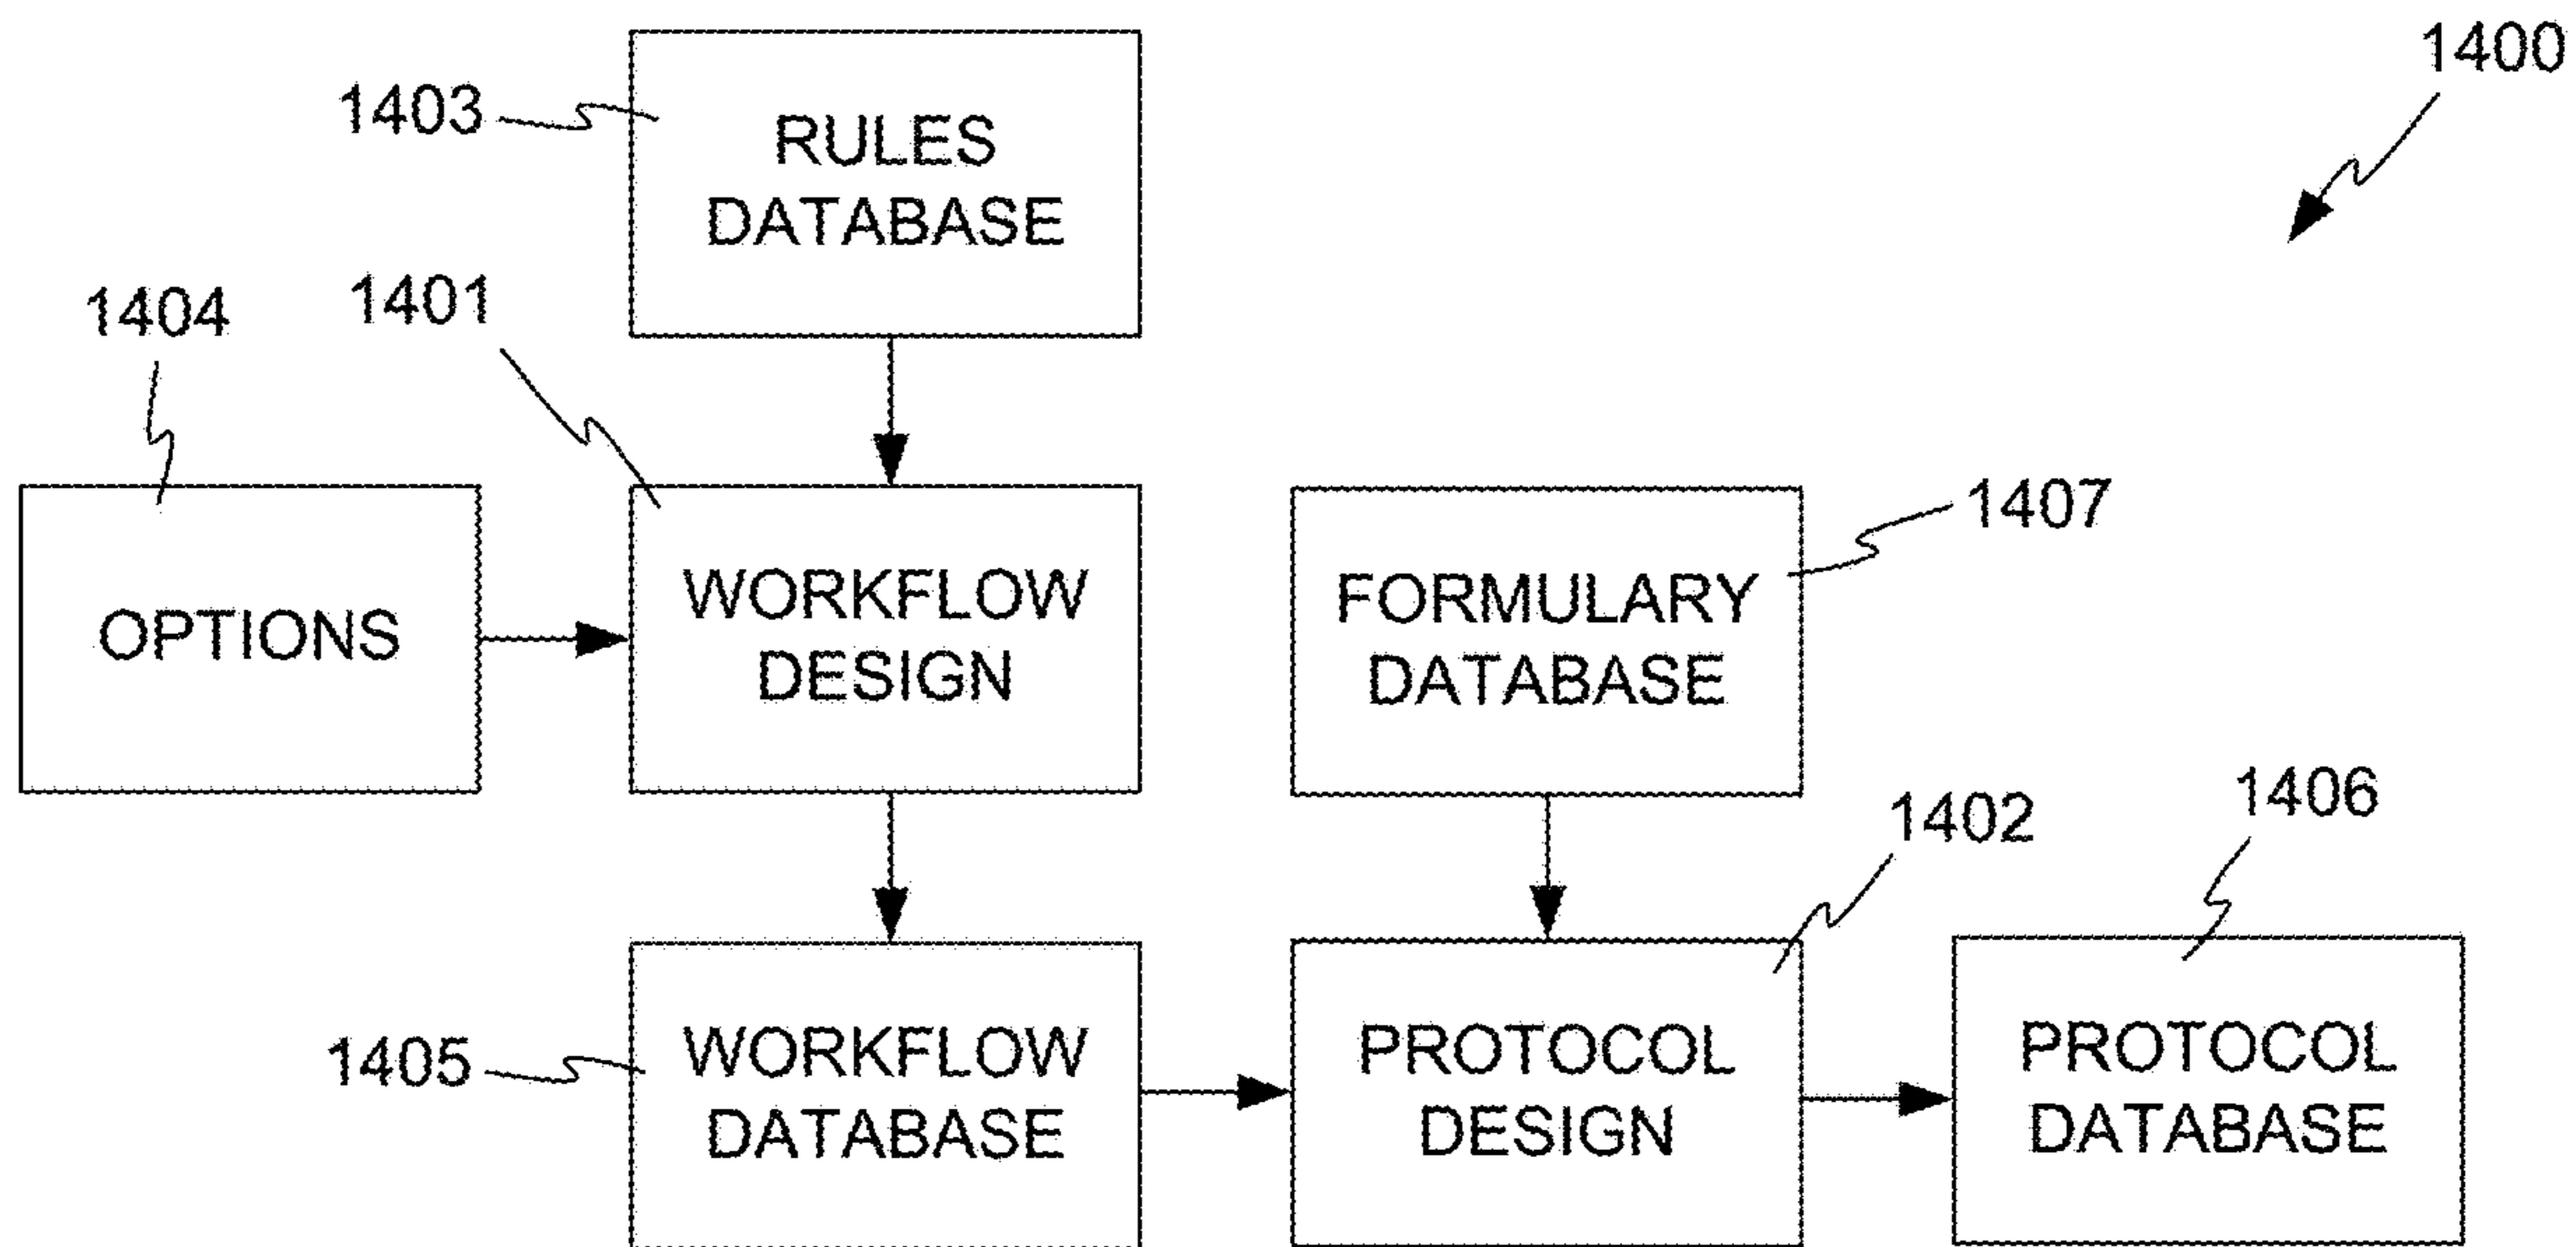 1400
1403
RULES
DATABASE
1404
1401
OPTIONS
WORKFLOW
DESIGN
FORMULARY
DATABASE
1407
1402
1406
1405
WORKFLOW
DATABASE
PROTOCOL
DESIGN
PROTOCOL
DATABASE